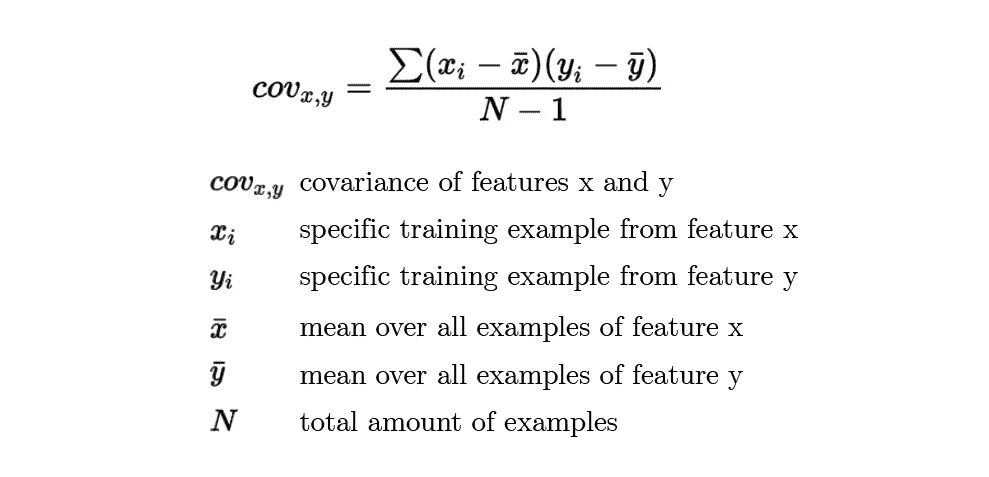 cov_{x,y} = \frac{\sum(x_i - \bar{x})(y_i - \bar{y})}{N - 1}
cov_{x,y} covariance of features x and y
x_i specific training example from feature x
y_i specific training example from feature y
x̄ mean over all examples of feature x
ȳ mean over all examples of feature y
N total amount of examples